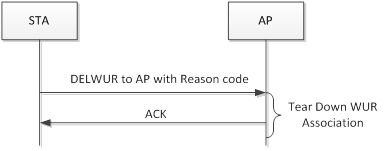 STA
AP
DELWUR to AP with Reason code
ACK
Tear Down WUR
Association